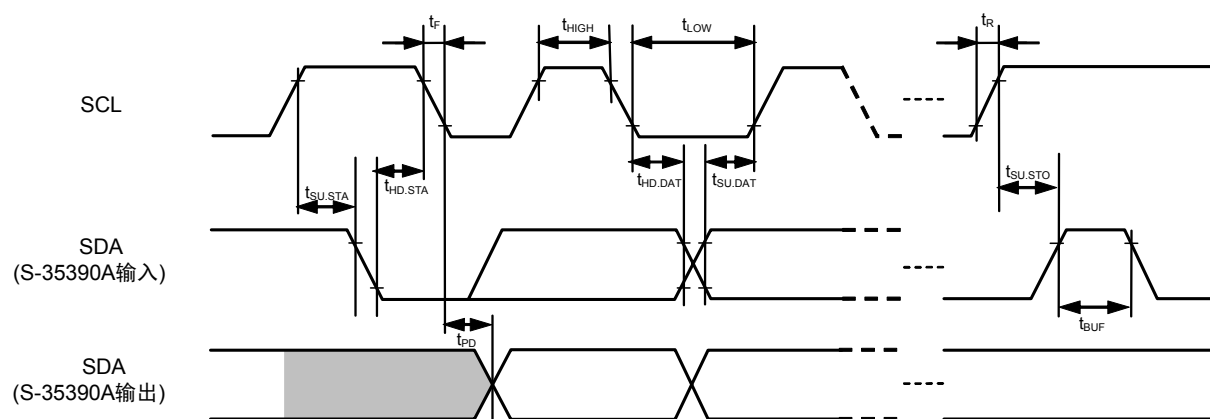 tF
tHIGH
tLOW
tR
SCL
tSU.STA
tHD.STA
tHD.DAT
tSU.DAT
tSU.STO
SDA
(S-35390A输入)
tBUF
tPD
SDA
(S-35390A输出)